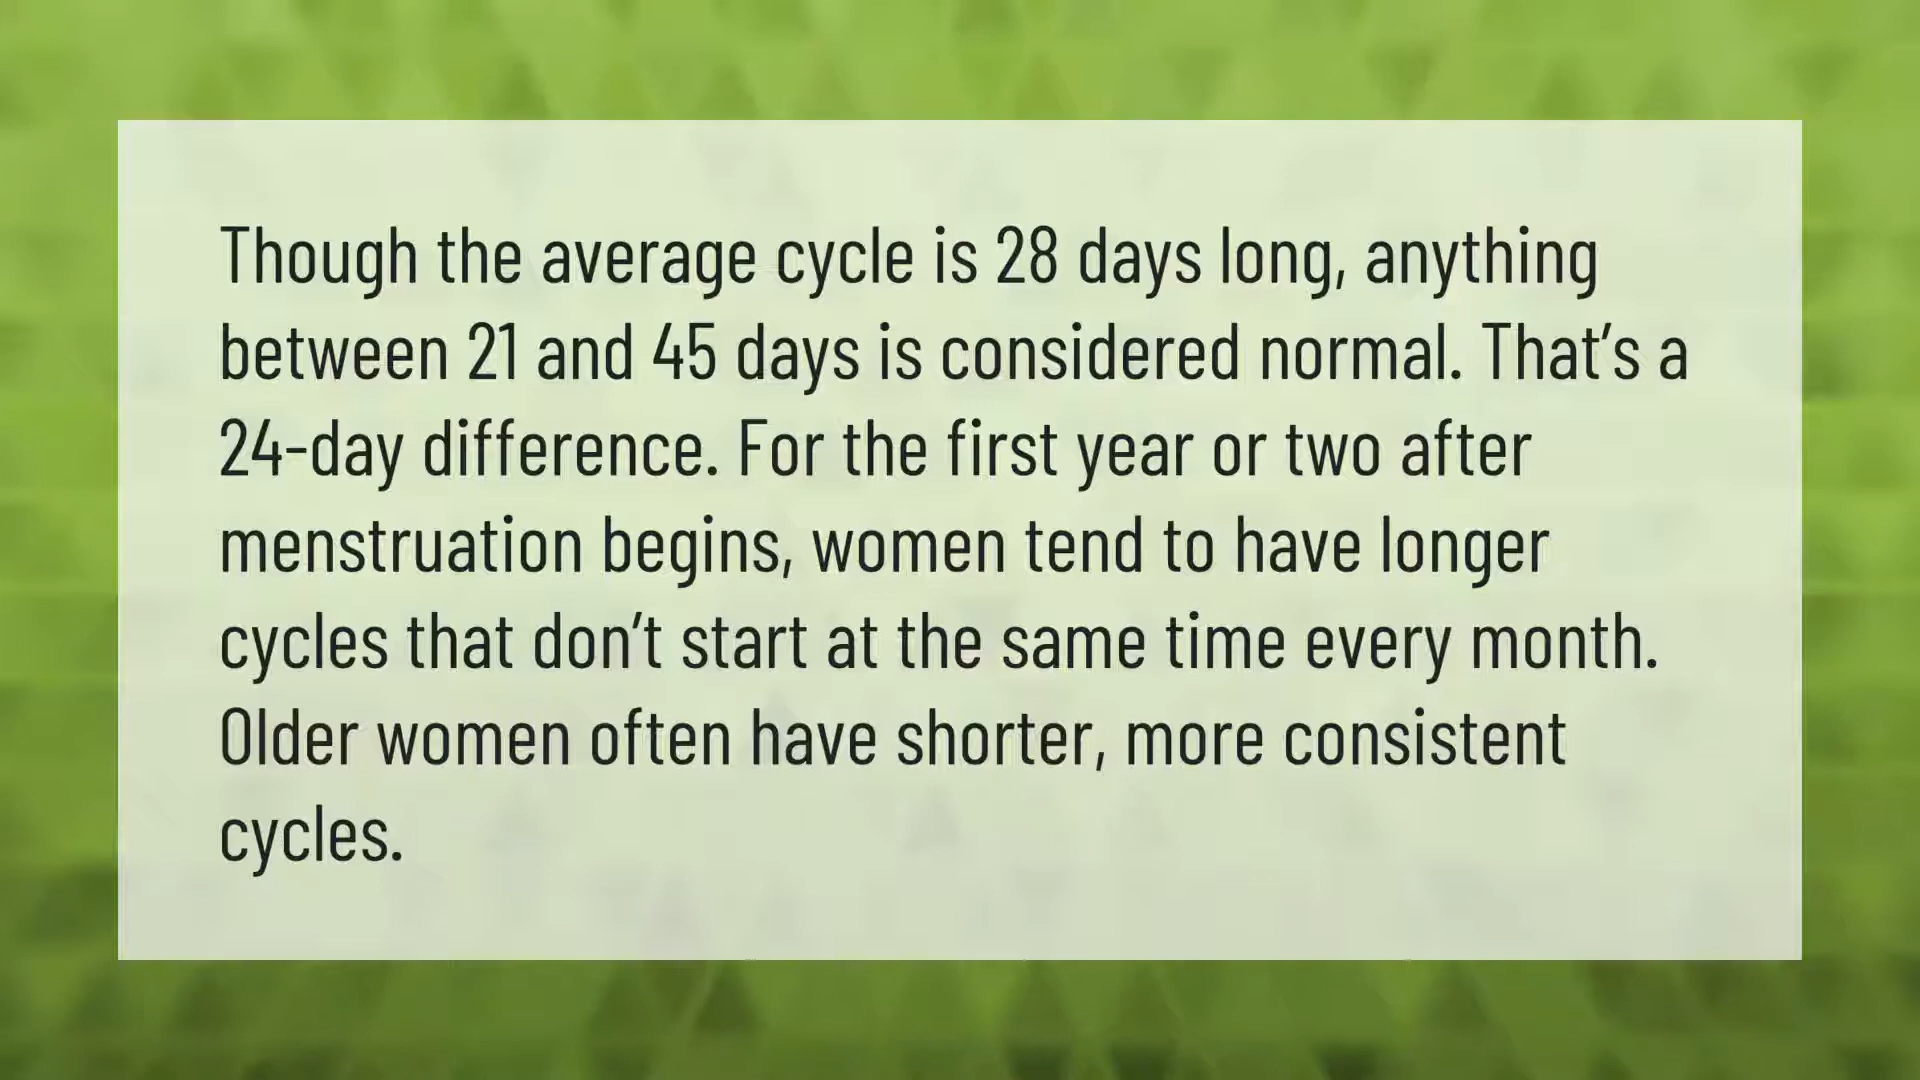 Though the average cycle is 28 days long, anything
between 21 and 45 days is considered normal. That’s a
24-day difference. For the first year or two after
menstruation begins, women tend to have longer
cycles that don’t start at the same time every month.
Older women often have shorter, more consistent
cycles.